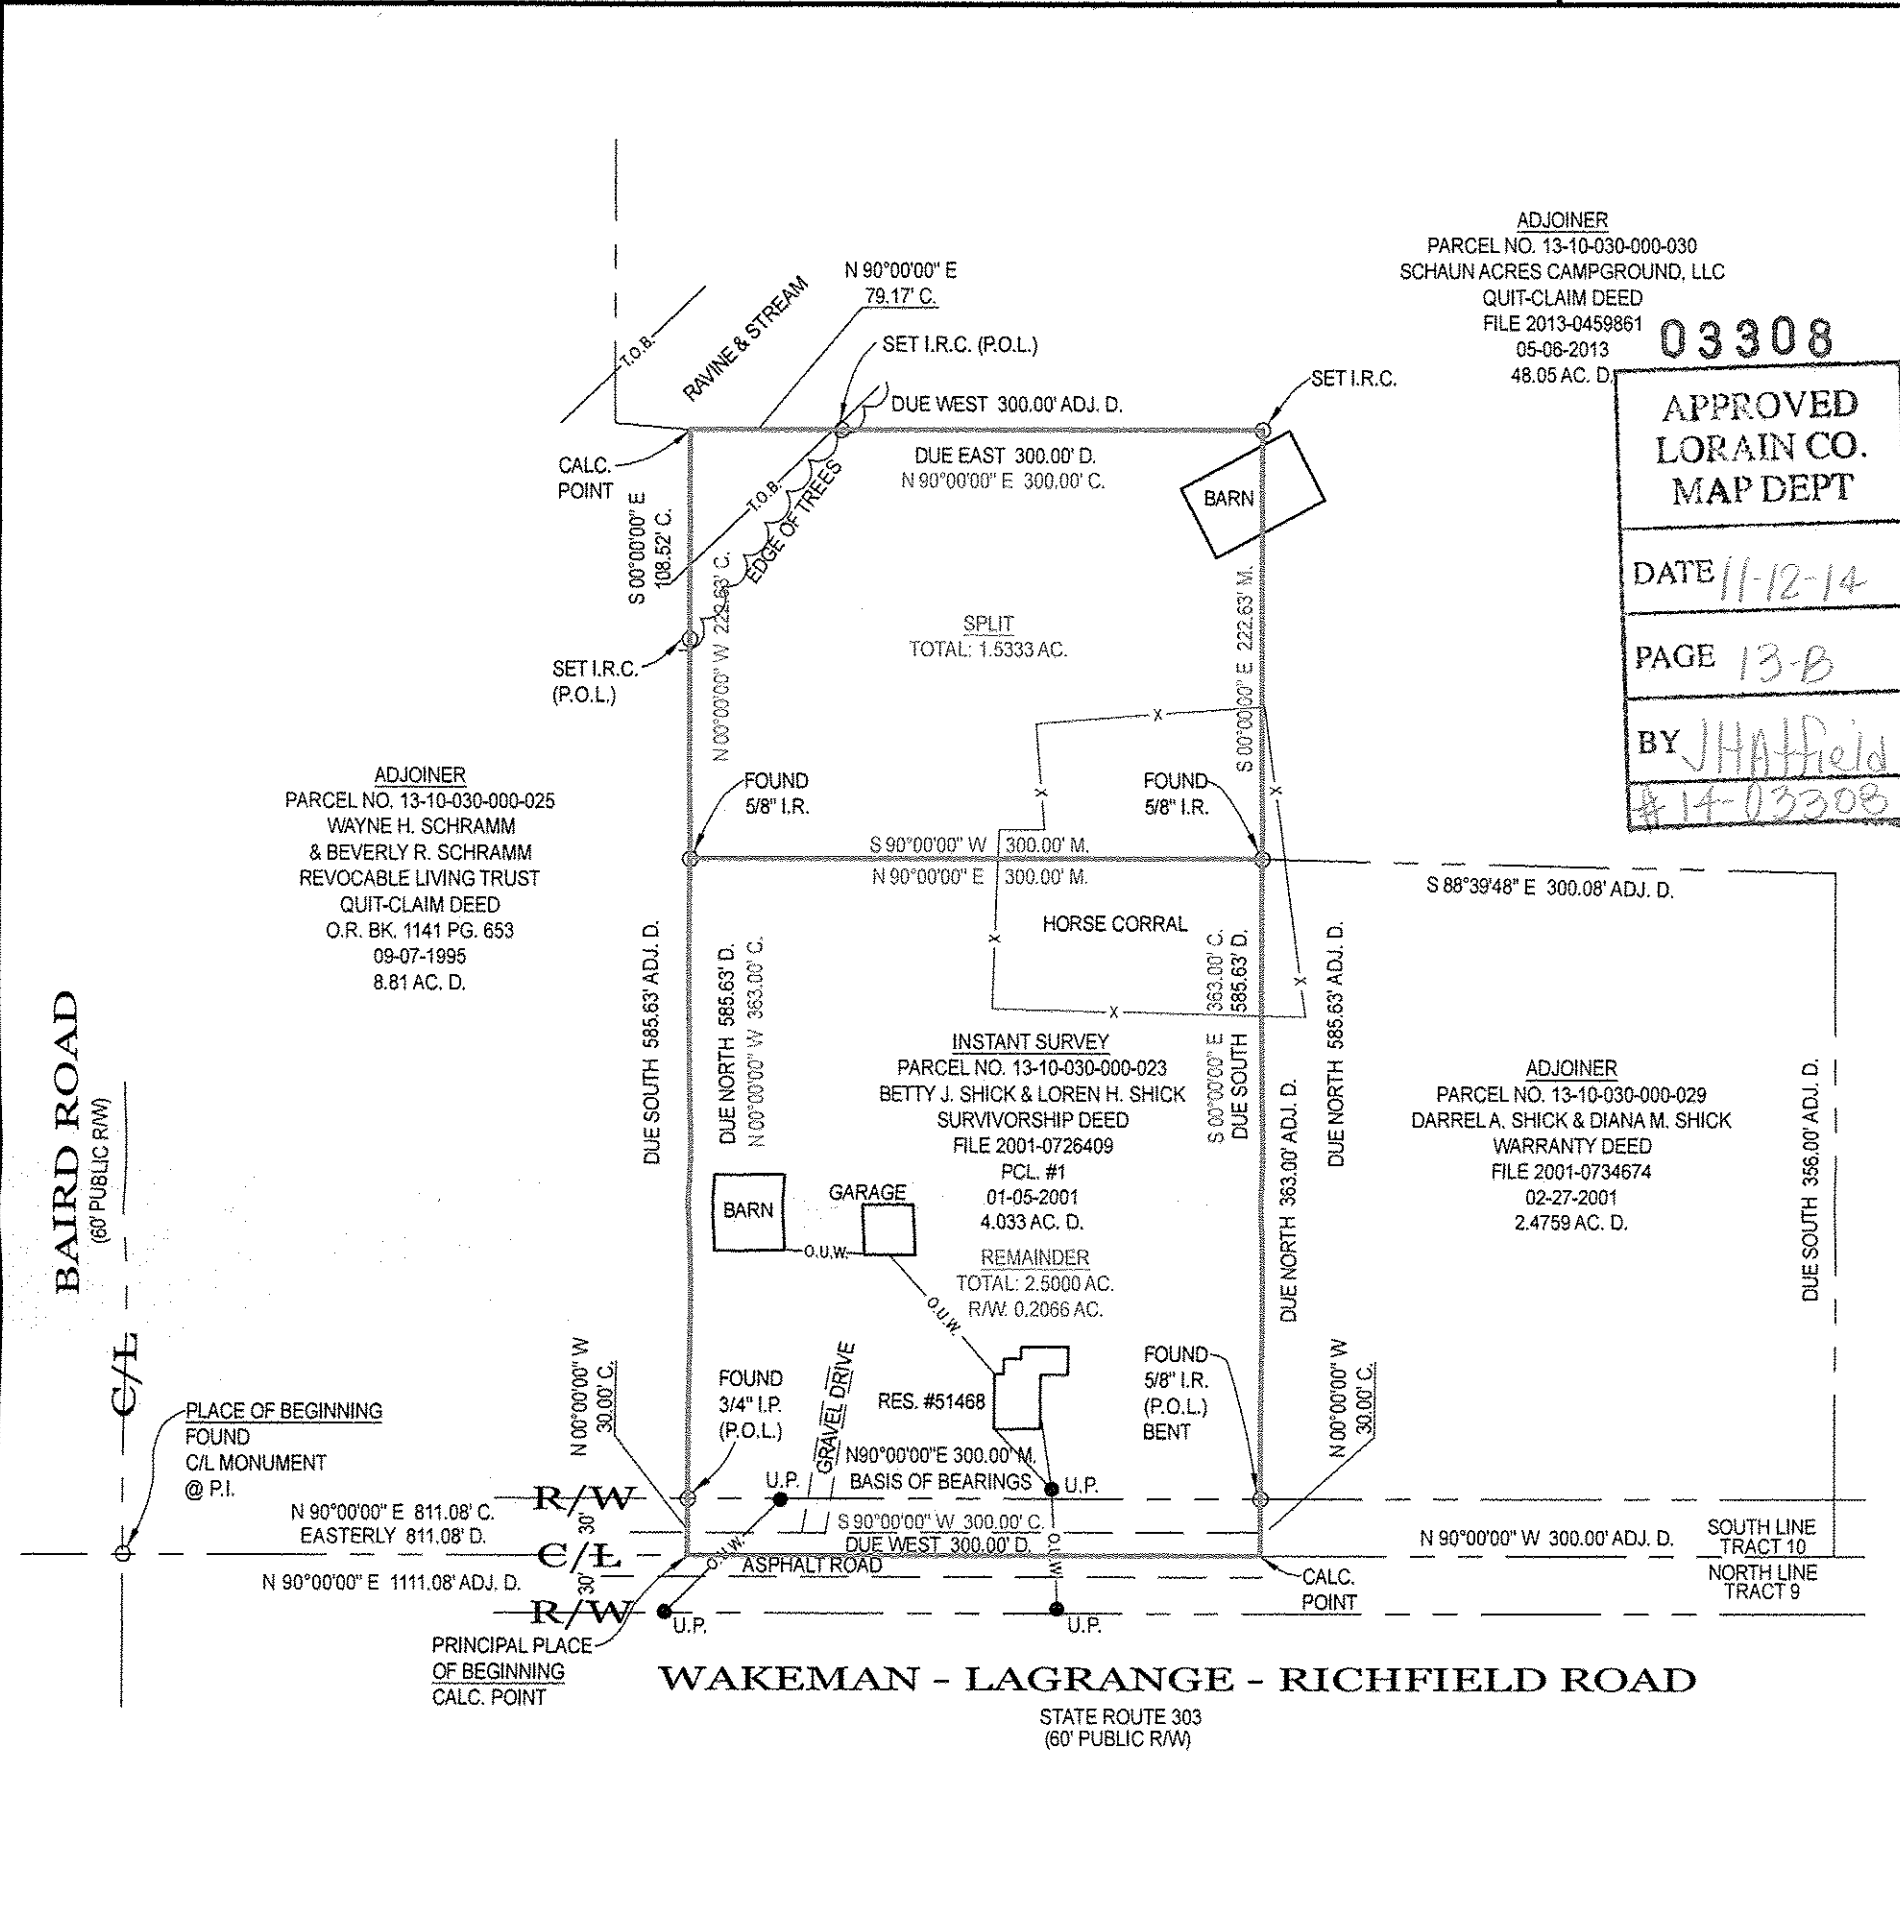 ADJOINER
PARCEL NO. 13-10-030-000-030
SCHAUN ACRES CAMPGROUND, LLC
QUIT-CLAIM DEED
FILE 2013-0459861
05-06-2013
48.05 AC. D.
03308
APPROVED
LORAIN CO.
MAP DEPT
DATE 11-12-14
PAGE 13-B
BY JHAtfield
# 14-03308
N 90°00'00" E
79.17' C.
T.O.B.
RAVINE & STREAM
SET I.R.C. (P.O.L.)
SET I.R.C.
DUE WEST 300.00' ADJ. D.
DUE EAST 300.00' D.
N 90°00'00" E 300.00' C.
CALC.
POINT
BARN
T.O.B.
EDGE OF TREES
S 00°00'00" E
108.52' C.
N 00°00'00" W 222.63' C.
S 00°00'00" E 222.63' M.
SPLIT
TOTAL: 1.5333 AC.
SET I.R.C.
(P.O.L.)
X
X
X
FOUND
5/8" I.R.
FOUND
5/8" I.R.
ADJOINER
PARCEL NO. 13-10-030-000-025
WAYNE H. SCHRAMM
& BEVERLY R. SCHRAMM
REVOCABLE LIVING TRUST
QUIT-CLAIM DEED
O.R. BK. 1141 PG. 653
09-07-1995
8.81 AC. D.
S 90°00'00" W 300.00' M.
N 90°00'00" E 300.00' M.
S 88°39'48" E 300.08' ADJ. D.
HORSE CORRAL
X
X
X
DUE SOUTH 585.63' ADJ. D.
DUE NORTH 585.63' D.
N 00°00'00" W 363.00' C.
S 00°00'00" E 363.00' C.
DUE SOUTH 585.63' D.
DUE NORTH 363.00' ADJ. D.
DUE NORTH 585.63' ADJ. D.
INSTANT SURVEY
PARCEL NO. 13-10-030-000-023
BETTY J. SHICK & LOREN H. SHICK
SURVIVORSHIP DEED
FILE 2001-0726409
PCL. #1
01-05-2001
4.033 AC. D.
REMAINDER
TOTAL: 2.5000 AC.
R/W: 0.2066 AC.
ADJOINER
PARCEL NO. 13-10-030-000-029
DARREL A. SHICK & DIANA M. SHICK
WARRANTY DEED
FILE 2001-0734674
02-27-2001
2.4759 AC. D.
DUE SOUTH 356.00' ADJ. D.
BAIRD ROAD
(60' PUBLIC R/W)
C/L
BARN
GARAGE
O.U.W.
O.U.W.
RES. #51468
GRAVEL DRIVE
FOUND
3/4" I.P.
(P.O.L.)
FOUND
5/8" I.R.
(P.O.L.)
BENT
N 00°00'00" W
30.00' C.
N 00°00'00" W
30.00' C.
PLACE OF BEGINNING
FOUND
C/L MONUMENT
@ P.I.
N90°00'00"E 300.00' M.
BASIS OF BEARINGS
U.P.
U.P.
R/W
30'
N 90°00'00" E 811.08' C.
EASTERLY 811.08' D.
S 90°00'00" W 300.00' C.
DUE WEST 300.00' D.
N 90°00'00" W 300.00' ADJ. D.
SOUTH LINE
TRACT 10
C/L
O.U.W.
O.U.W
ASPHALT ROAD
N 90°00'00" E 1111.08' ADJ. D.
30'
CALC.
POINT
NORTH LINE
TRACT 9
R/W
U.P.
U.P.
PRINCIPAL PLACE
OF BEGINNING
CALC. POINT
WAKEMAN - LAGRANGE - RICHFIELD ROAD
STATE ROUTE 303
(60' PUBLIC R/W)